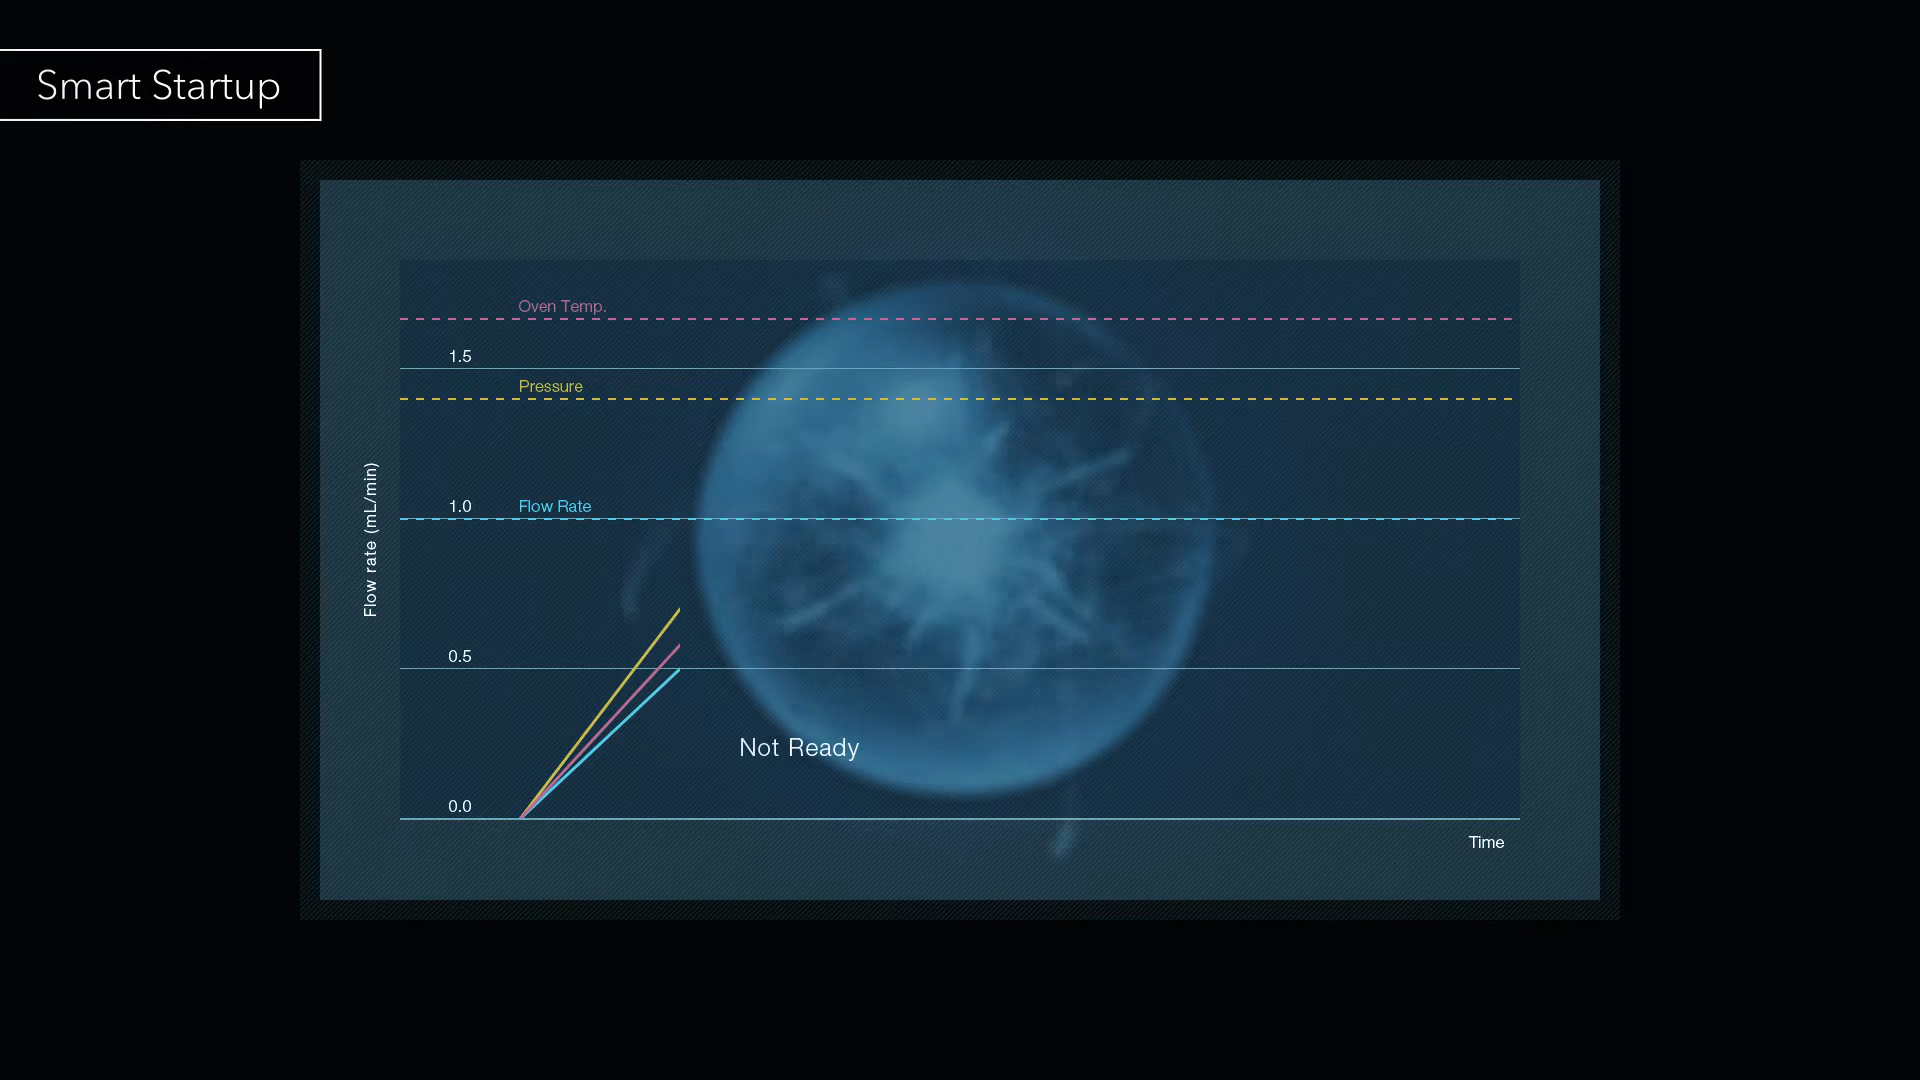 Smart Startup
Oven Temp.
1.5
Pressure
1.0
Flow Rate
Flow rate (mL/min)
0.5
Not Ready
0.0
Time